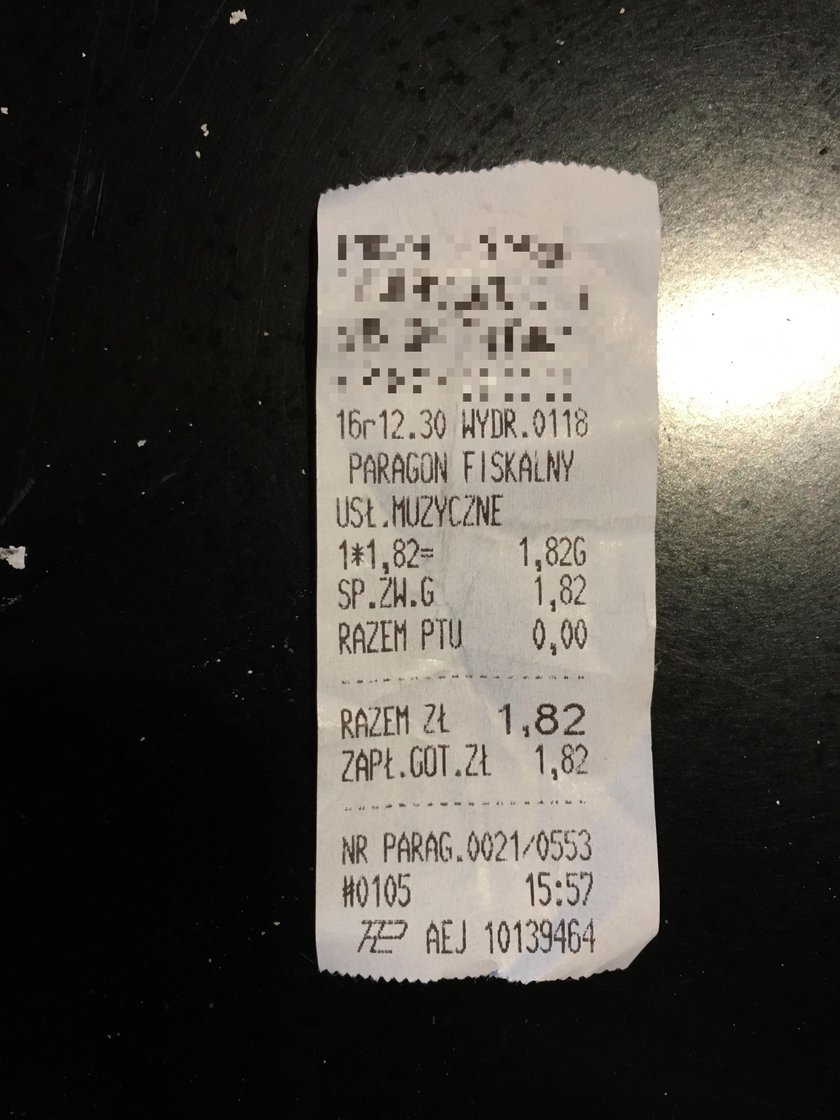 16r12.30 WYDR.0118
PARAGON FISKALNY
USŁ.MUZYCZNE
1*1,82= 1,82G
SP.ZW.G 1,82
RAZEM PTU 0,00
RAZEM ZŁ 1,82
ZAPŁ.GOT.ZŁ 1,82
NR PARAG.0021/0553
#0105 15:57
AEJ 10139464